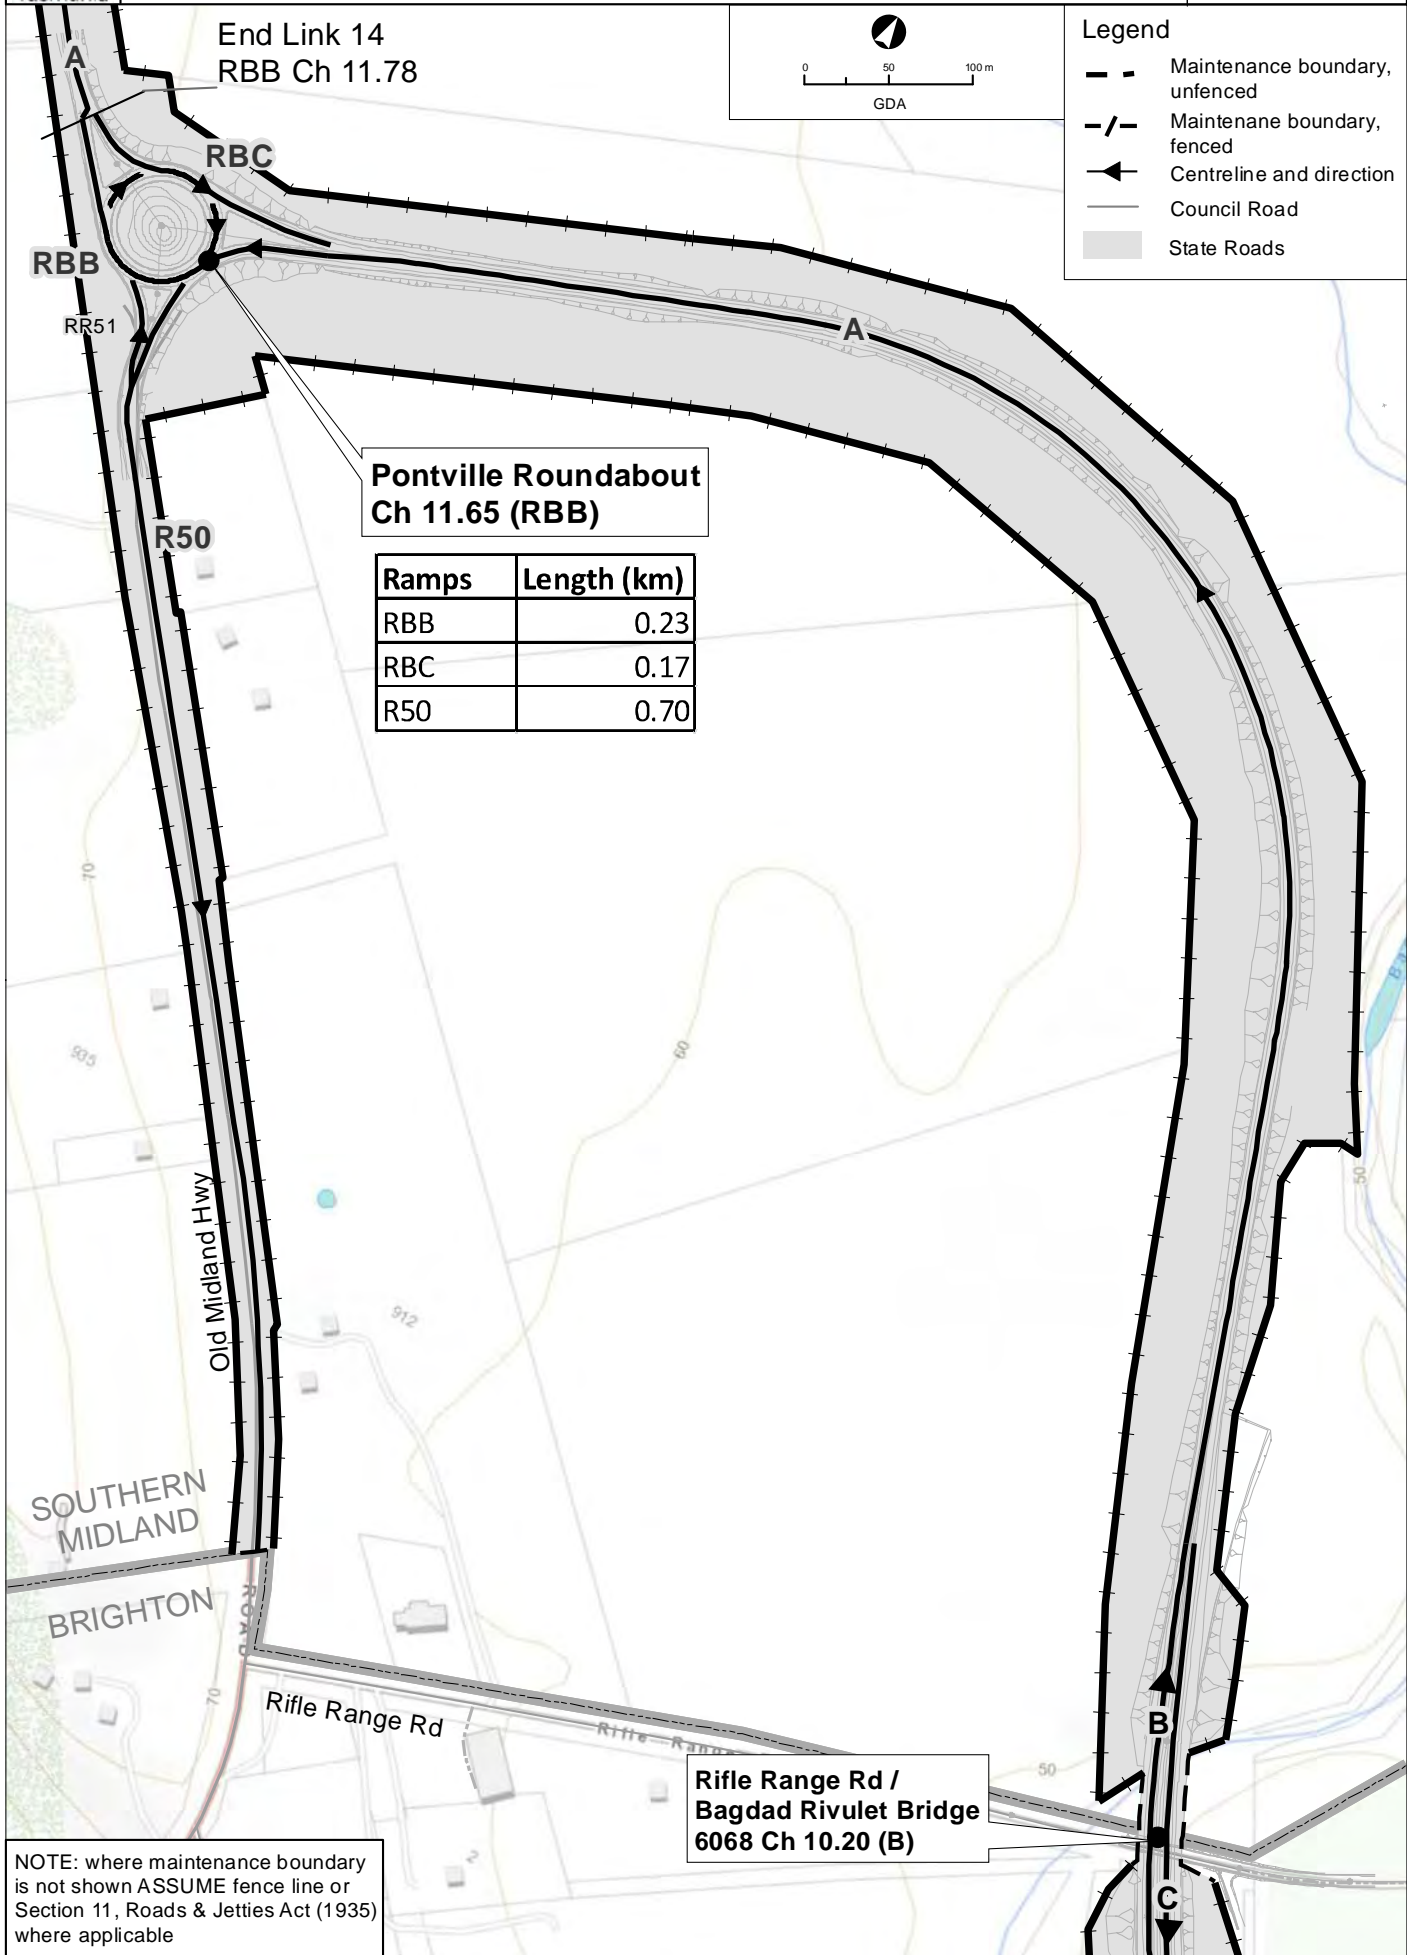 End Link 14
RBB Ch 11.78
0 50 100 m
GDA
Legend
Maintenance boundary,
unfenced
Maintenane boundary,
fenced
Centreline and direction
Council Road
State Roads
A
RBC
RBB
RR51
A
Pontville Roundabout
Ch 11.65 (RBB)
R50
Ramps Length (km)
RBB 0.23
RBC 0.17
R50 0.70
70
935
60
50
Old Midland Hwy
912
SOUTHERN
MIDLAND
BRIGHTON
ROAD
70
Rifle Range Rd
Rifle Range
B
50
Rifle Range Rd /
Bagdad Rivulet Bridge
6068 Ch 10.20 (B)
2
C
NOTE: where maintenance boundary
is not shown ASSUME fence line or
Section 11, Roads & Jetties Act (1935)
where applicable